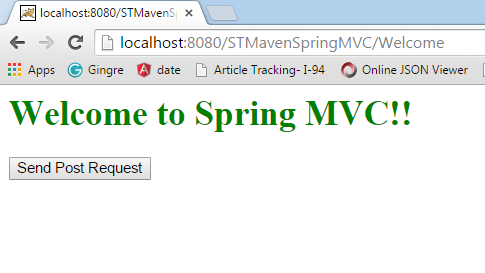 localhost:8080/STMavenSp
localhost:8080/STMavenSpringMVC/Welcome
Apps Gingre date Article Tracking- I-94 Online JSON Viewer
Welcome to Spring MVC!!
Send Post Request